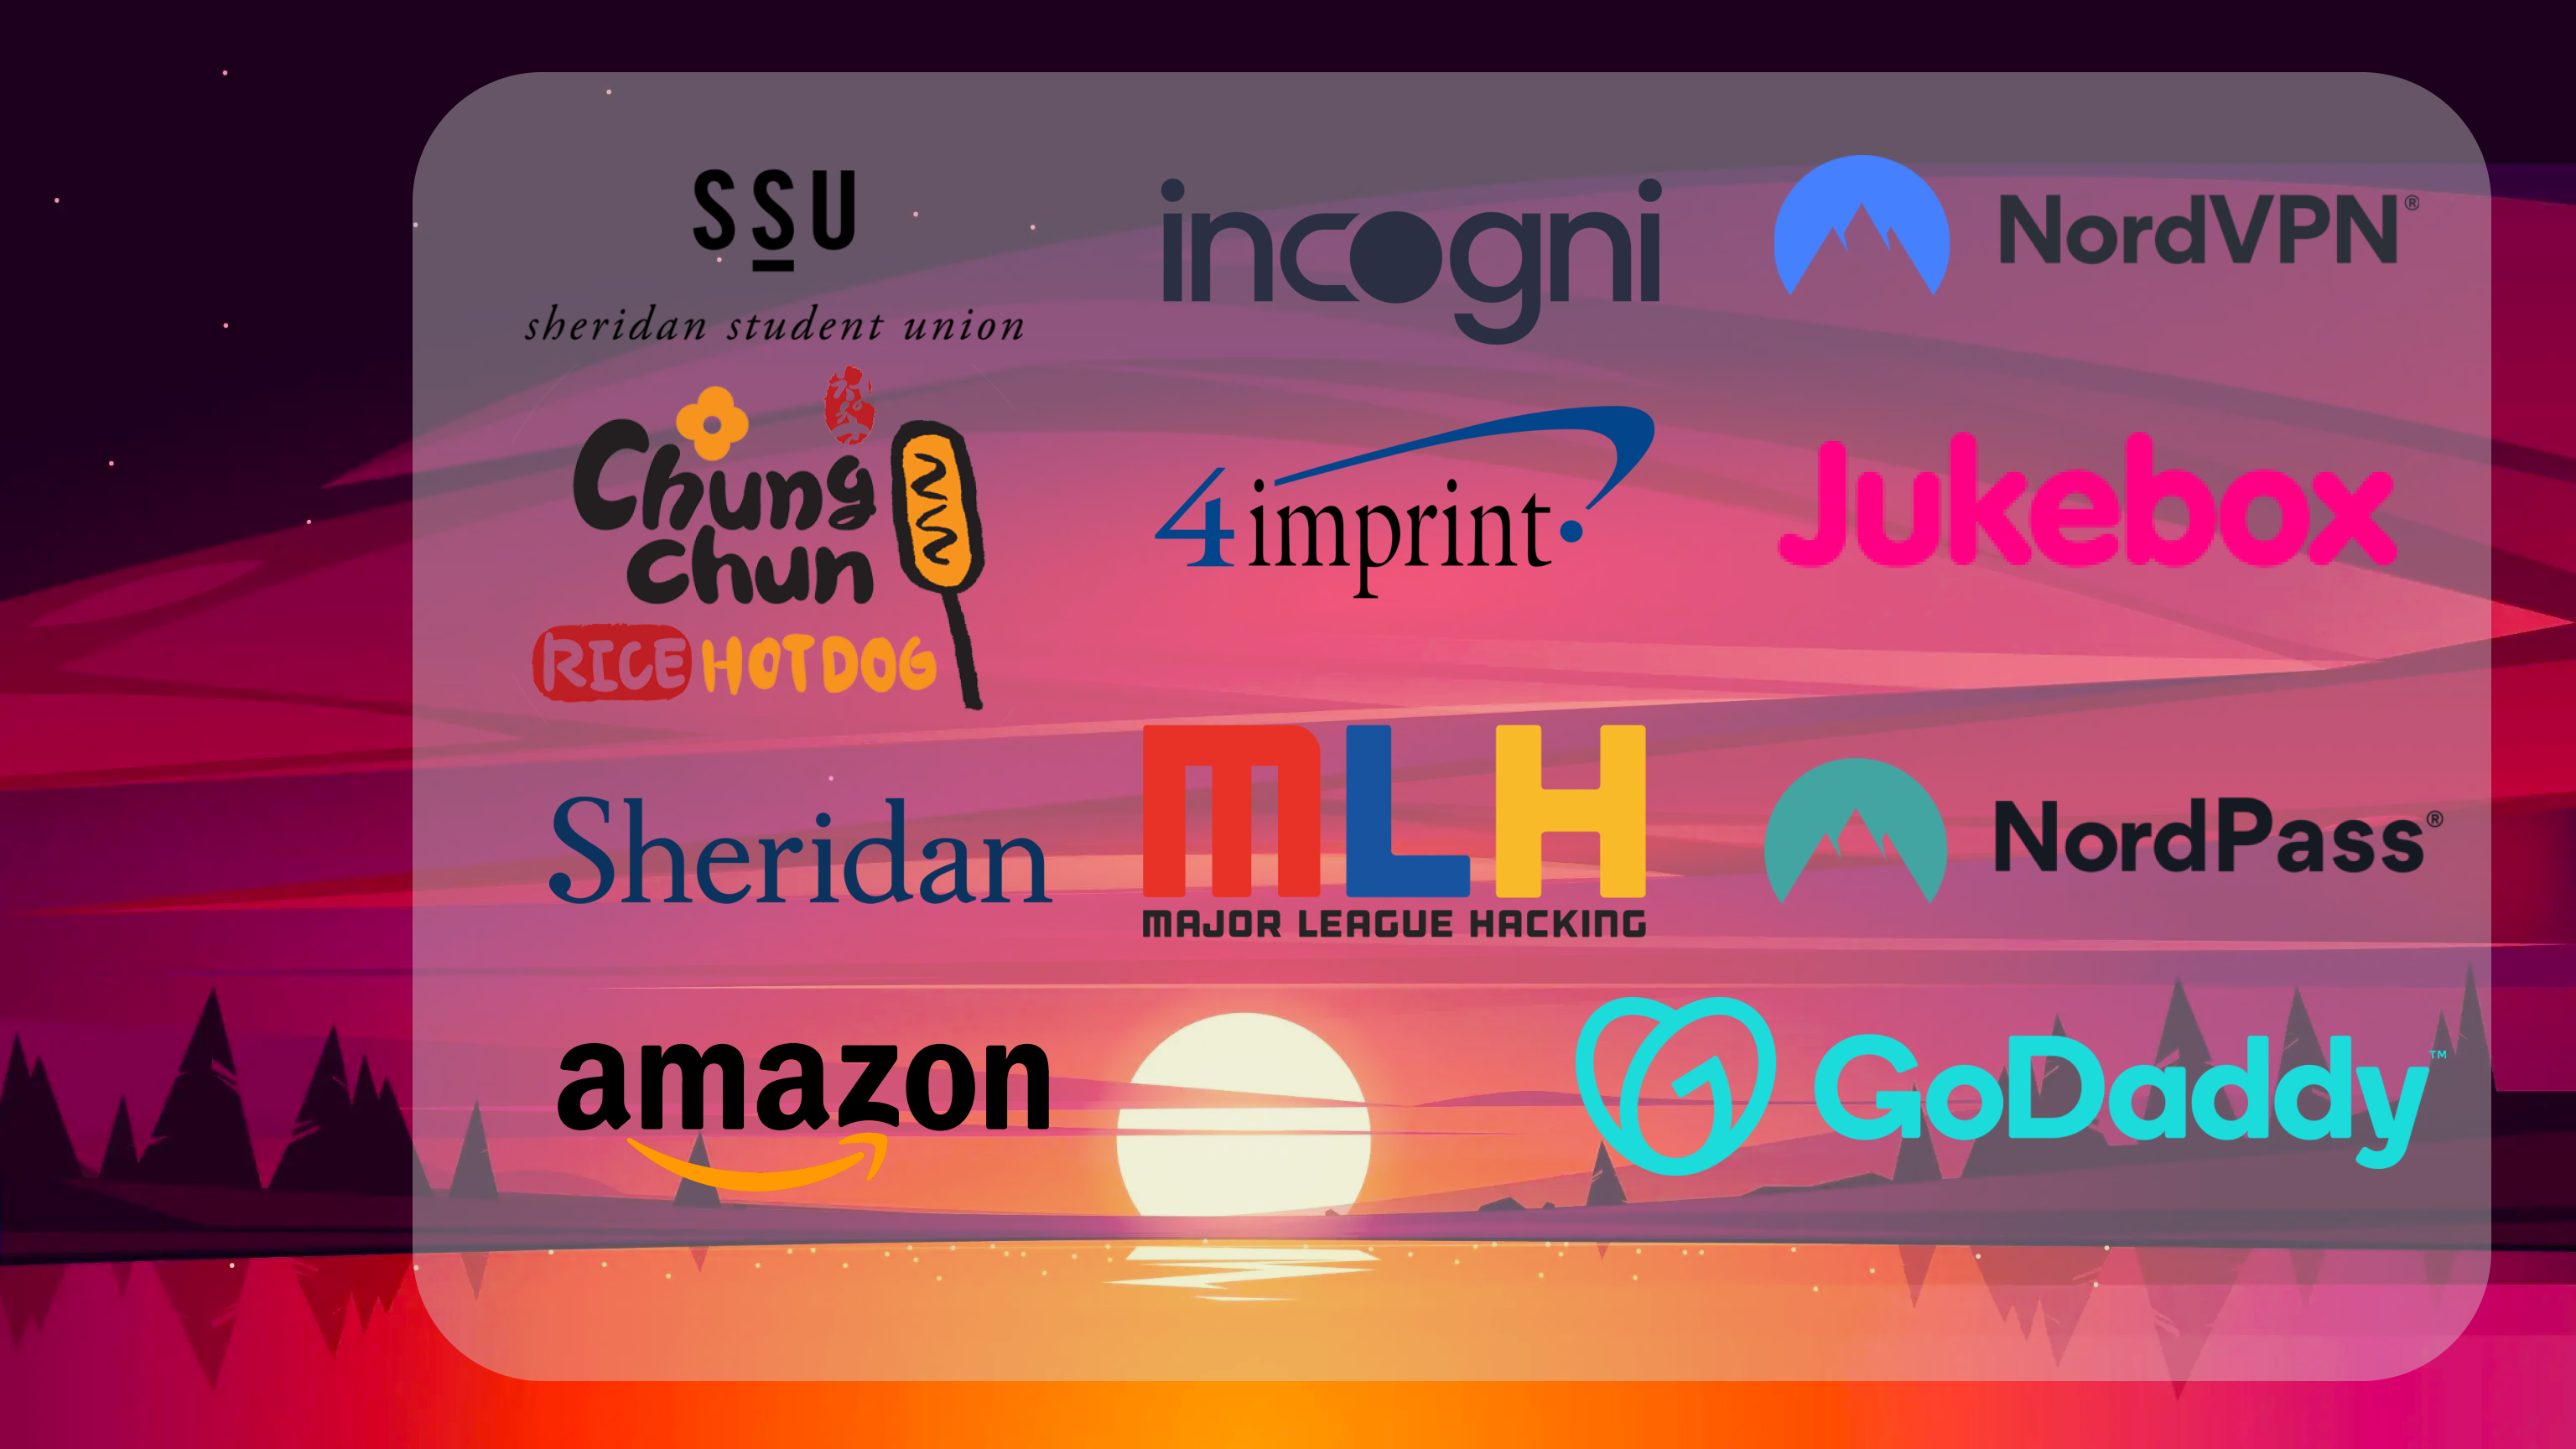 SSU
sheridan student union
incogni
NordVPN®
Chung
chun
RICE HOTDOG
4imprint
Jukebox
Sheridan
MLH
MAJOR LEAGUE HACKING
NordPass®
amazon
GoDaddy™